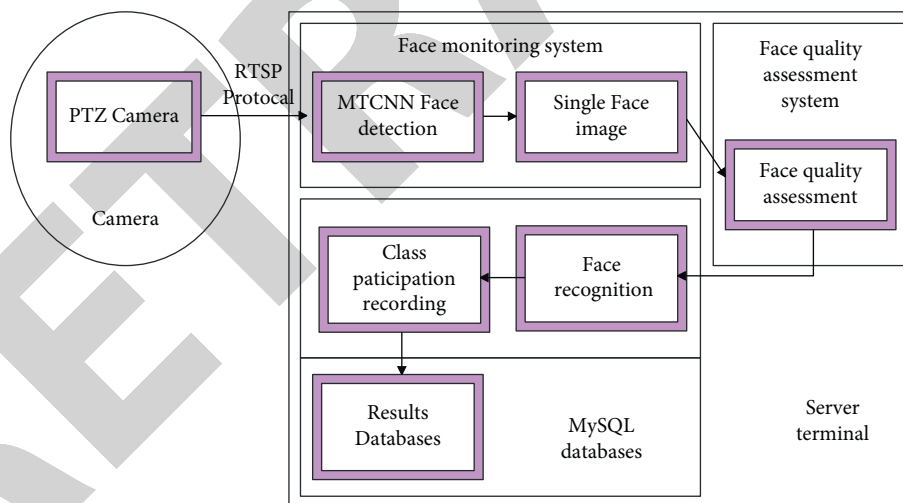 Face monitoring system
Face quality
assessment
system
RTSP
Protocal
PTZ Camera
MTCNN Face
detection
Single Face
image
Face quality
assessment
Camera
Class
paticipation
recording
Face
recognition
Results
Databases
MySQL
databases
Server
terminal